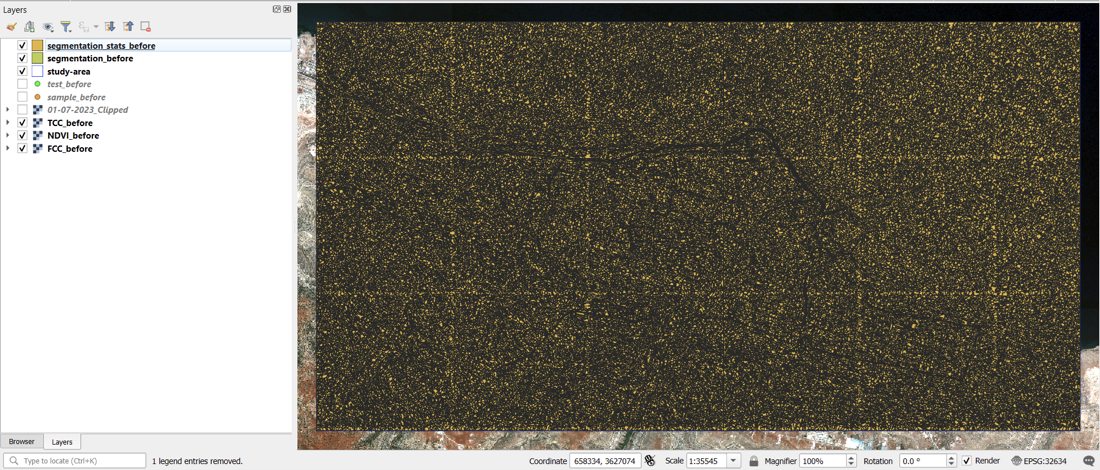 Layers
segmentation_stats_before
segmentation_before
study-area
test_before
sample_before
01-07-2023_Clipped
TCC_before
NDVI_before
FCC_before
Browser Layers
Type to locate (Ctrl+K) 1 legend entries removed. Coordinate 658334, 3627074 Scale 1:35545 Magnifier 100% Rotation 0.0 ° Render EPSG:32634